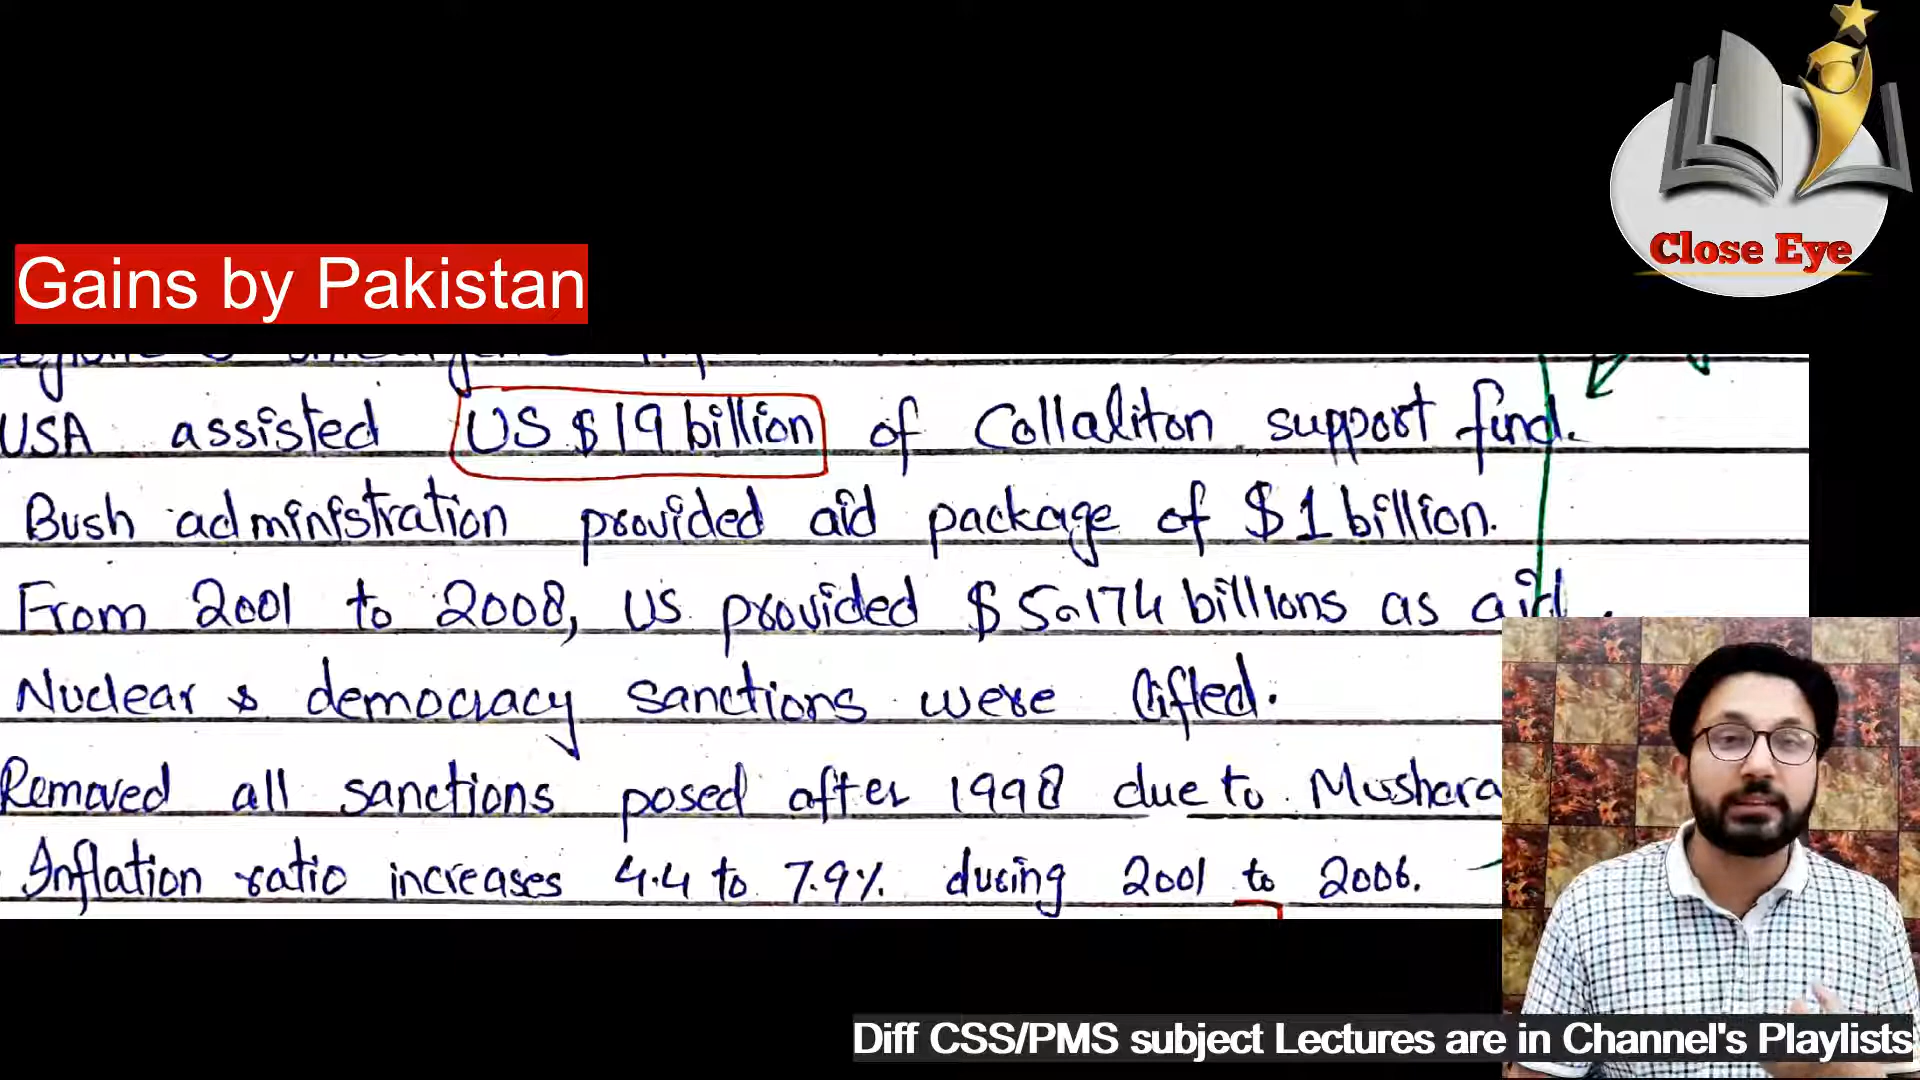 Close Eye
Gains by Pakistan
USA assisted US $19 billion of Collaliton support fund.
Bush administration provided aid package of $1 billion.
From 2001 to 2008, US provided $5.174 billions as aid.
Nuclear & democracy sanctions were lifted.
Removed all sanctions posed after 1998 due to Mushara
Inflation ratio increases 4.4 to 7.9% during 2001 to 2006.
Diff CSS/PMS subject Lectures are in Channel's Playlists